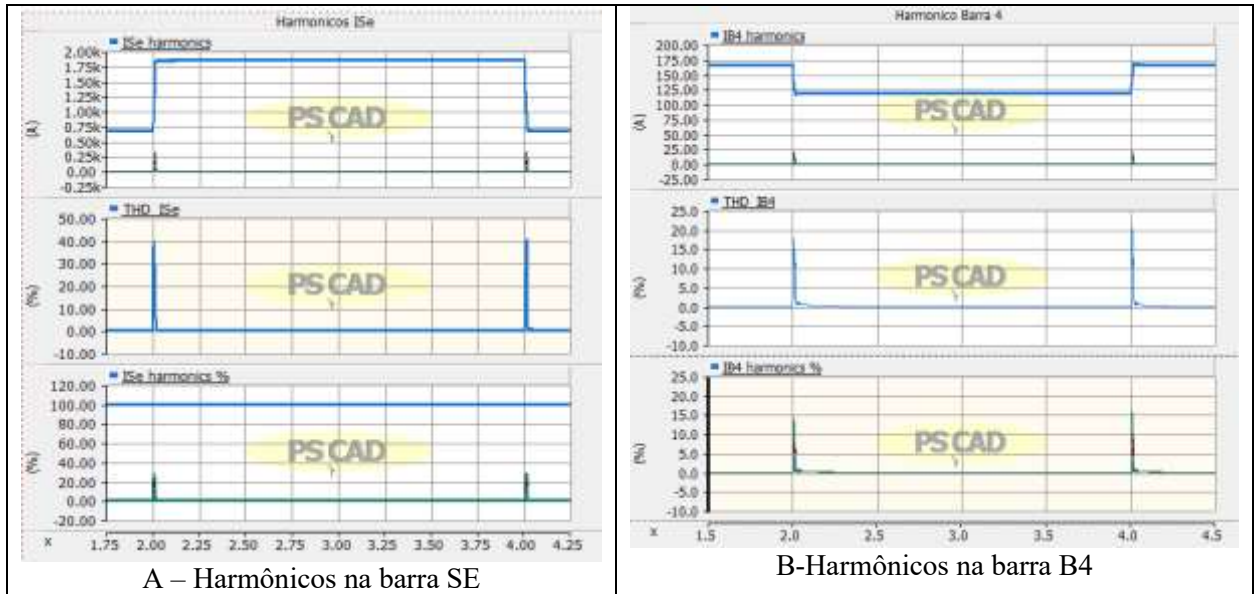 Harmonicos ISe
ISe harmonics
2.00k
1.75k
1.50k
1.25k
1.00k
0.75k
0.50k
0.25k
0.00
-0.25k
(A)
PSCAD
THD_ISe
50.00
40.00
30.00
20.00
10.00
0.00
-10.00
(%)
PSCAD
ISe harmonics %
120.00
100.00
80.00
60.00
40.00
20.00
0.00
-20.00
(%)
PSCAD
x 1.75 2.00 2.25 2.50 2.75 3.00 3.25 3.50 3.75 4.00 4.25
A – Harmônicos na barra SE
Harmonico Barra 4
IB4 harmonics
200.00
175.00
150.00
125.00
100.00
75.00
50.00
25.00
0.00
-25.00
(A)
PSCAD
THD_IB4
25.0
20.0
15.0
10.0
5.0
0.0
-5.0
-10.0
(%)
PSCAD
IB4 harmonics %
25.0
20.0
15.0
10.0
5.0
0.0
-5.0
-10.0
(%)
PSCAD
x 1.5 2.0 2.5 3.0 3.5 4.0 4.5
B-Harmônicos na barra B4